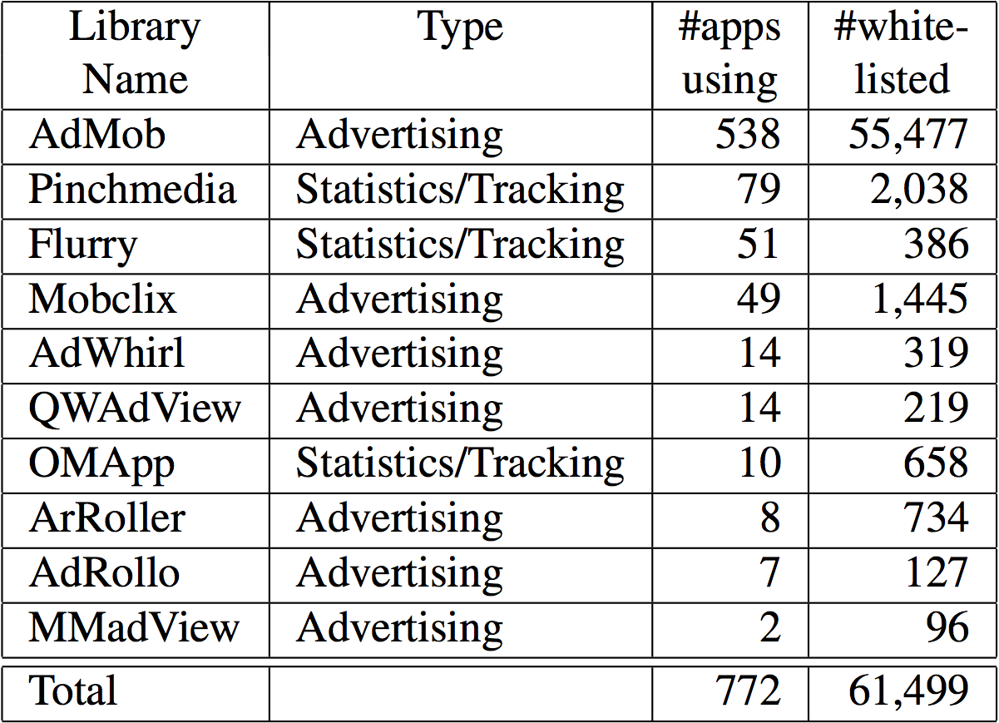 Library Name Type #apps using #white-listed
AdMob Advertising 538 55,477
Pinchmedia Statistics/Tracking 79 2,038
Flurry Statistics/Tracking 51 386
Mobclix Advertising 49 1,445
AdWhirl Advertising 14 319
QWAdView Advertising 14 219
OMApp Statistics/Tracking 10 658
ArRoller Advertising 8 734
AdRollo Advertising 7 127
MMadView Advertising 2 96
Total 772 61,499